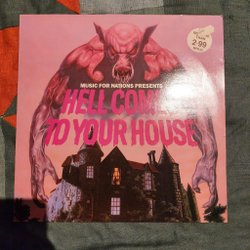 MUSIC FOR NATIONS PRESENTS
HELL COMES
TO YOUR HOUSE
2·99